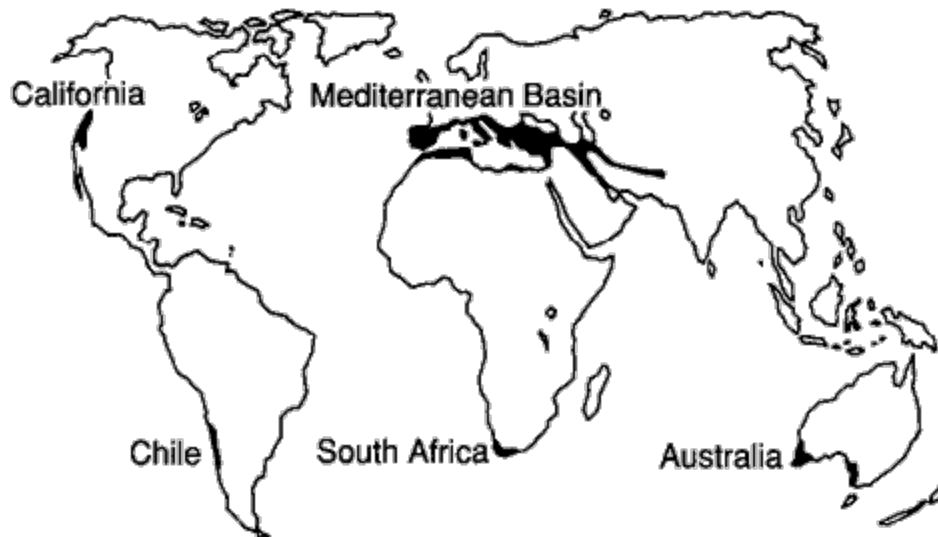 California
Mediterranean Basin
Chile
South Africa
Australia